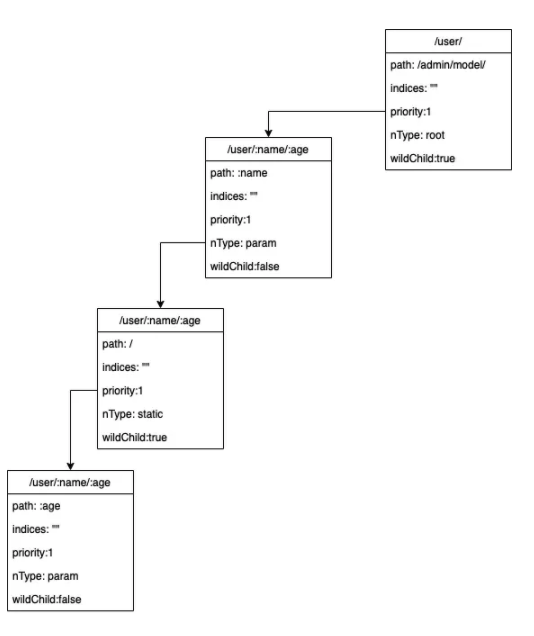 /user/
path: /admin/model/
indices: ""
priority:1
nType: root
wildChild:true
/user/:name/:age
path: :name
indices: ""
priority:1
nType: param
wildChild:false
/user/:name/:age
path: /
indices: ""
priority:1
nType: static
wildChild:true
/user/:name/:age
path: :age
indices: ""
priority:1
nType: param
wildChild:false